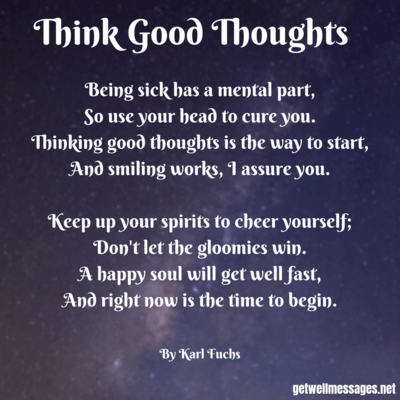 Think Good Thoughts
Being sick has a mental part,
So use your head to cure you.
Thinking good thoughts is the way to start,
And smiling works, I assure you.
Keep up your spirits to cheer yourself;
Don't let the gloomies win.
A happy soul will get well fast,
And right now is the time to begin.
By Karl Fuchs
getwellmessages.net